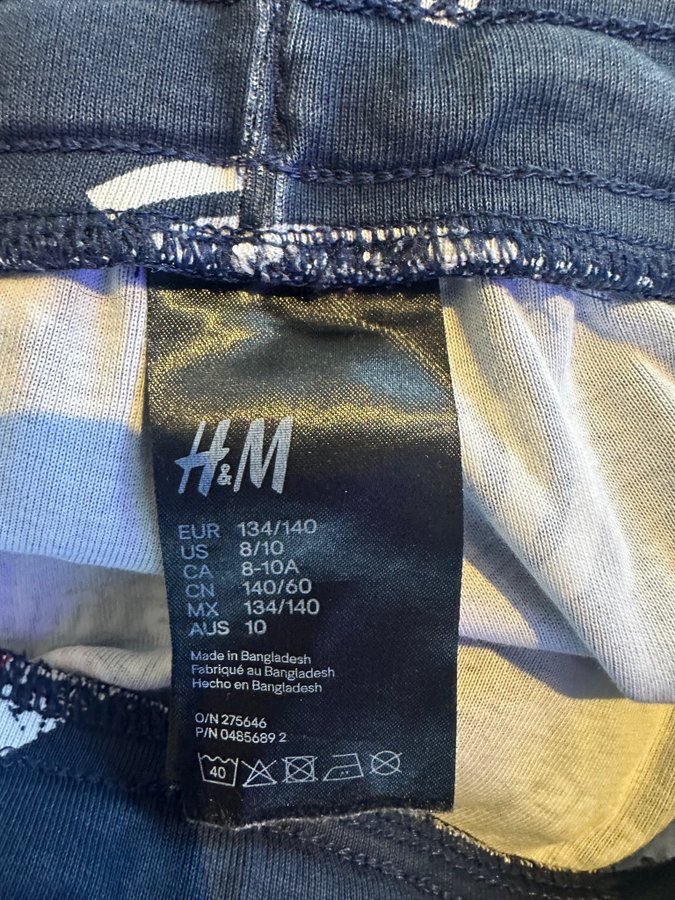 H&M
EUR 134/140
US 8/10
CA 8-10A
CN 140/60
MX 134/140
AUS 10
Made in Bangladesh
Fabriqué au Bangladesh
Hecho en Bangladesh
O/N 275646
P/N 0485689 2
40